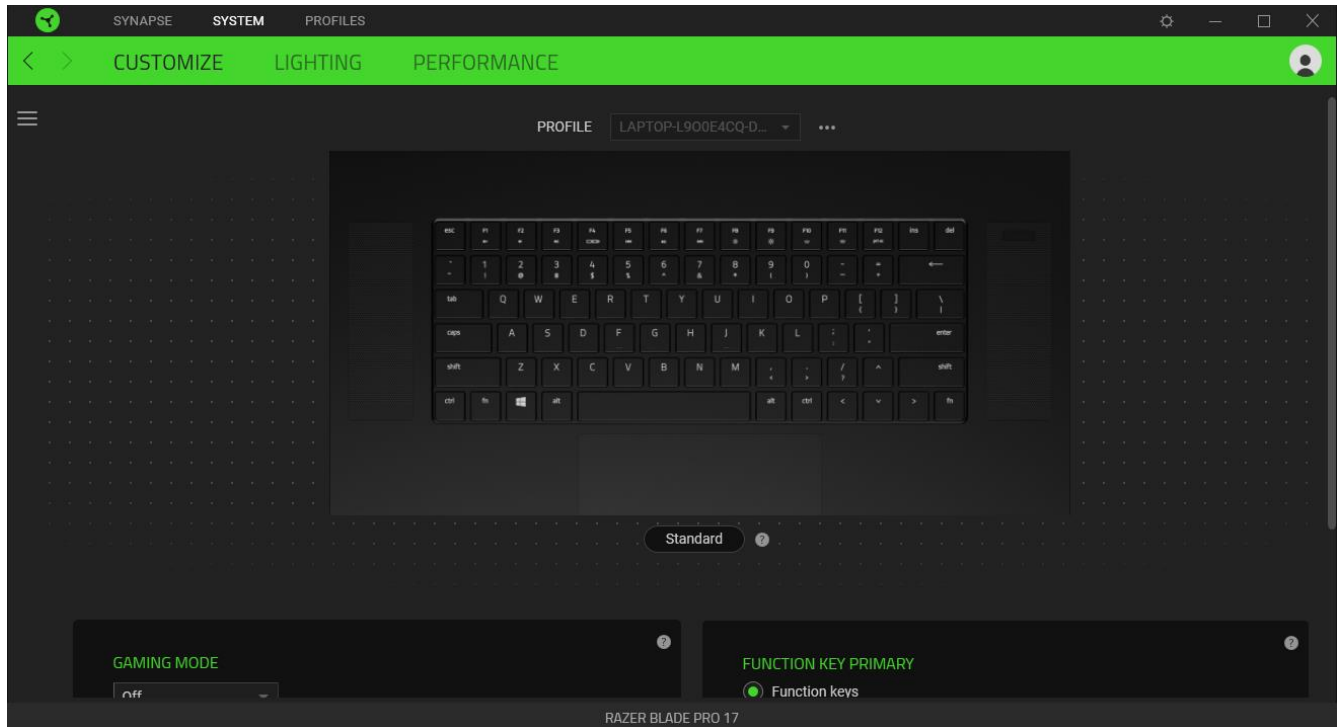 SYNAPSE SYSTEM PROFILES
CUSTOMIZE LIGHTING PERFORMANCE
PROFILE LAPTOP-L900E4CQ-D...
esc F1 F2 F3 F4 F5 F6 F7 F8 F9 F10 F11 F12 ins del
1 2 3 4 5 6 7 8 9 0
tab Q W E R T Y U I O P [ ] \
caps A S D F G H J K L ; ' enter
shift Z X C V B N M , . / shift
ctrl fn alt alt ctrl < > fn
Standard ?
? ?
GAMING MODE FUNCTION KEY PRIMARY
Off Function keys
RAZER BLADE PRO 17